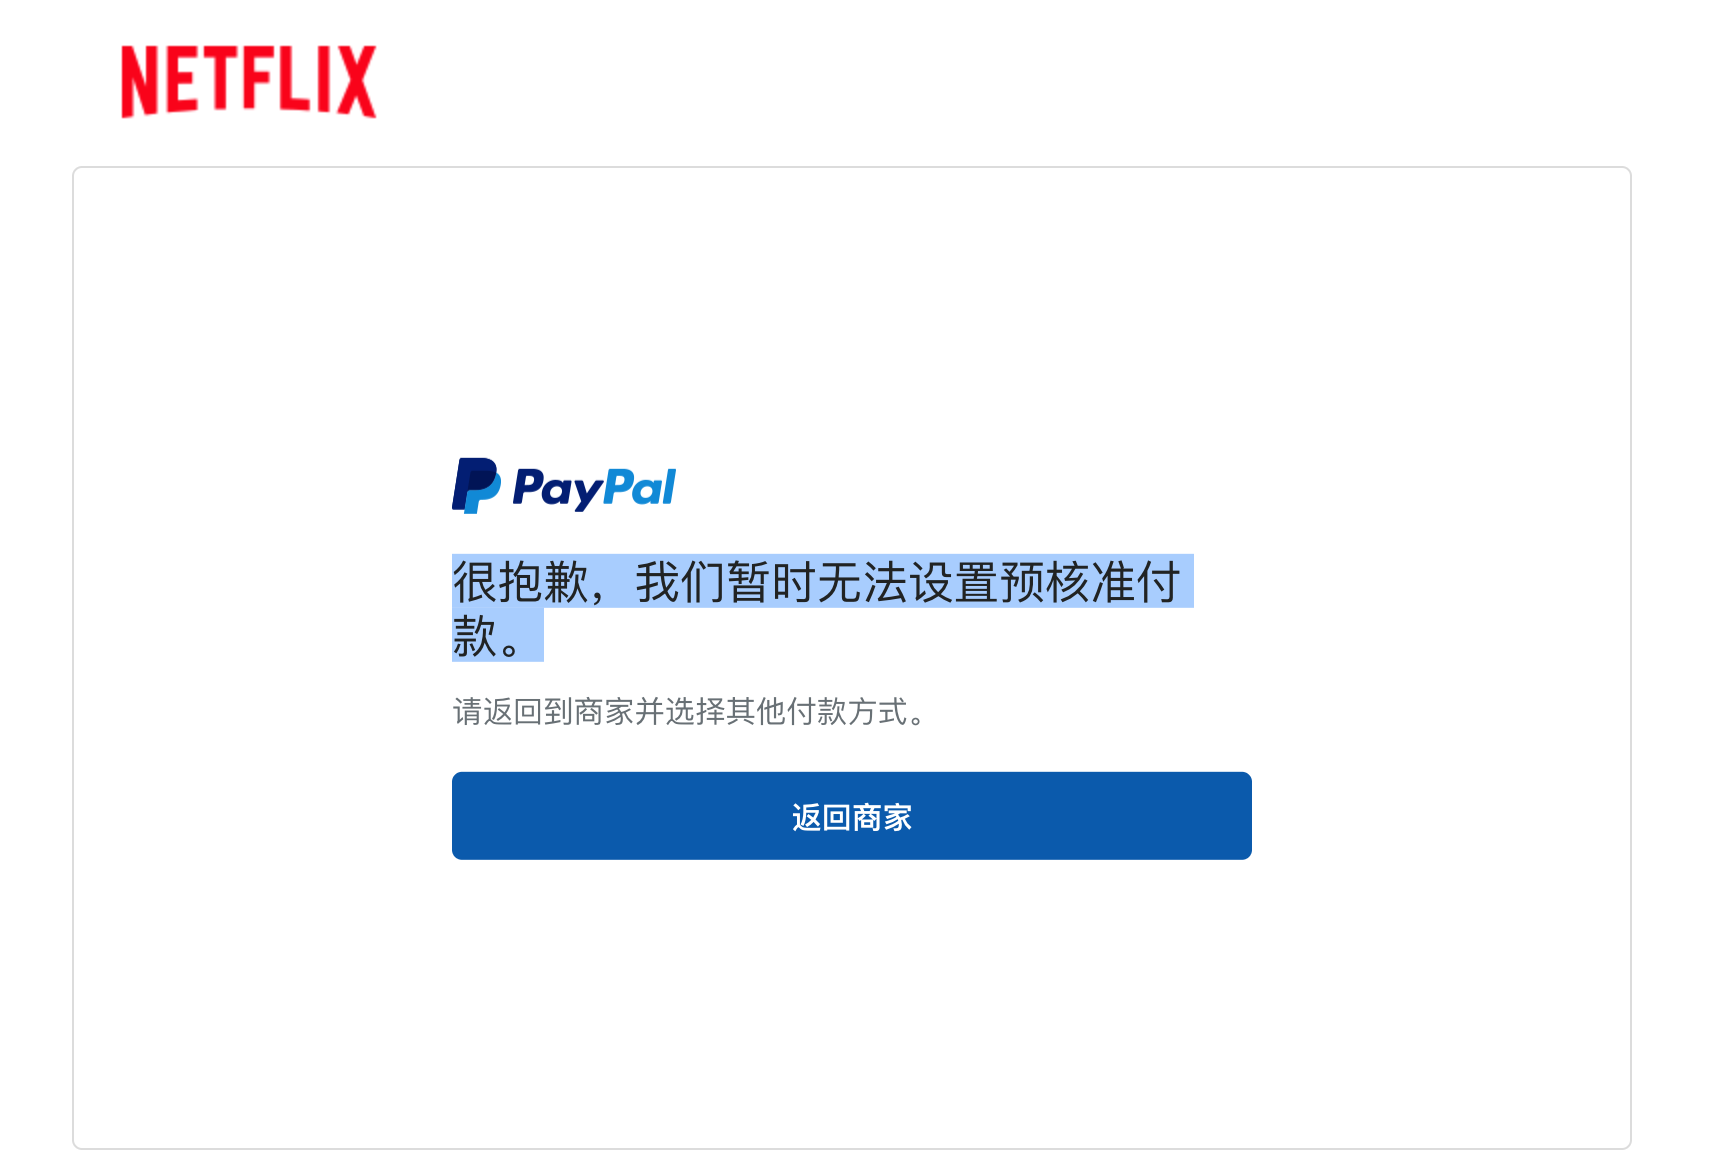 NETFLIX
PayPal
很抱歉，我们暂时无法设置预核准付
款。
请返回到商家并选择其他付款方式。
返回商家